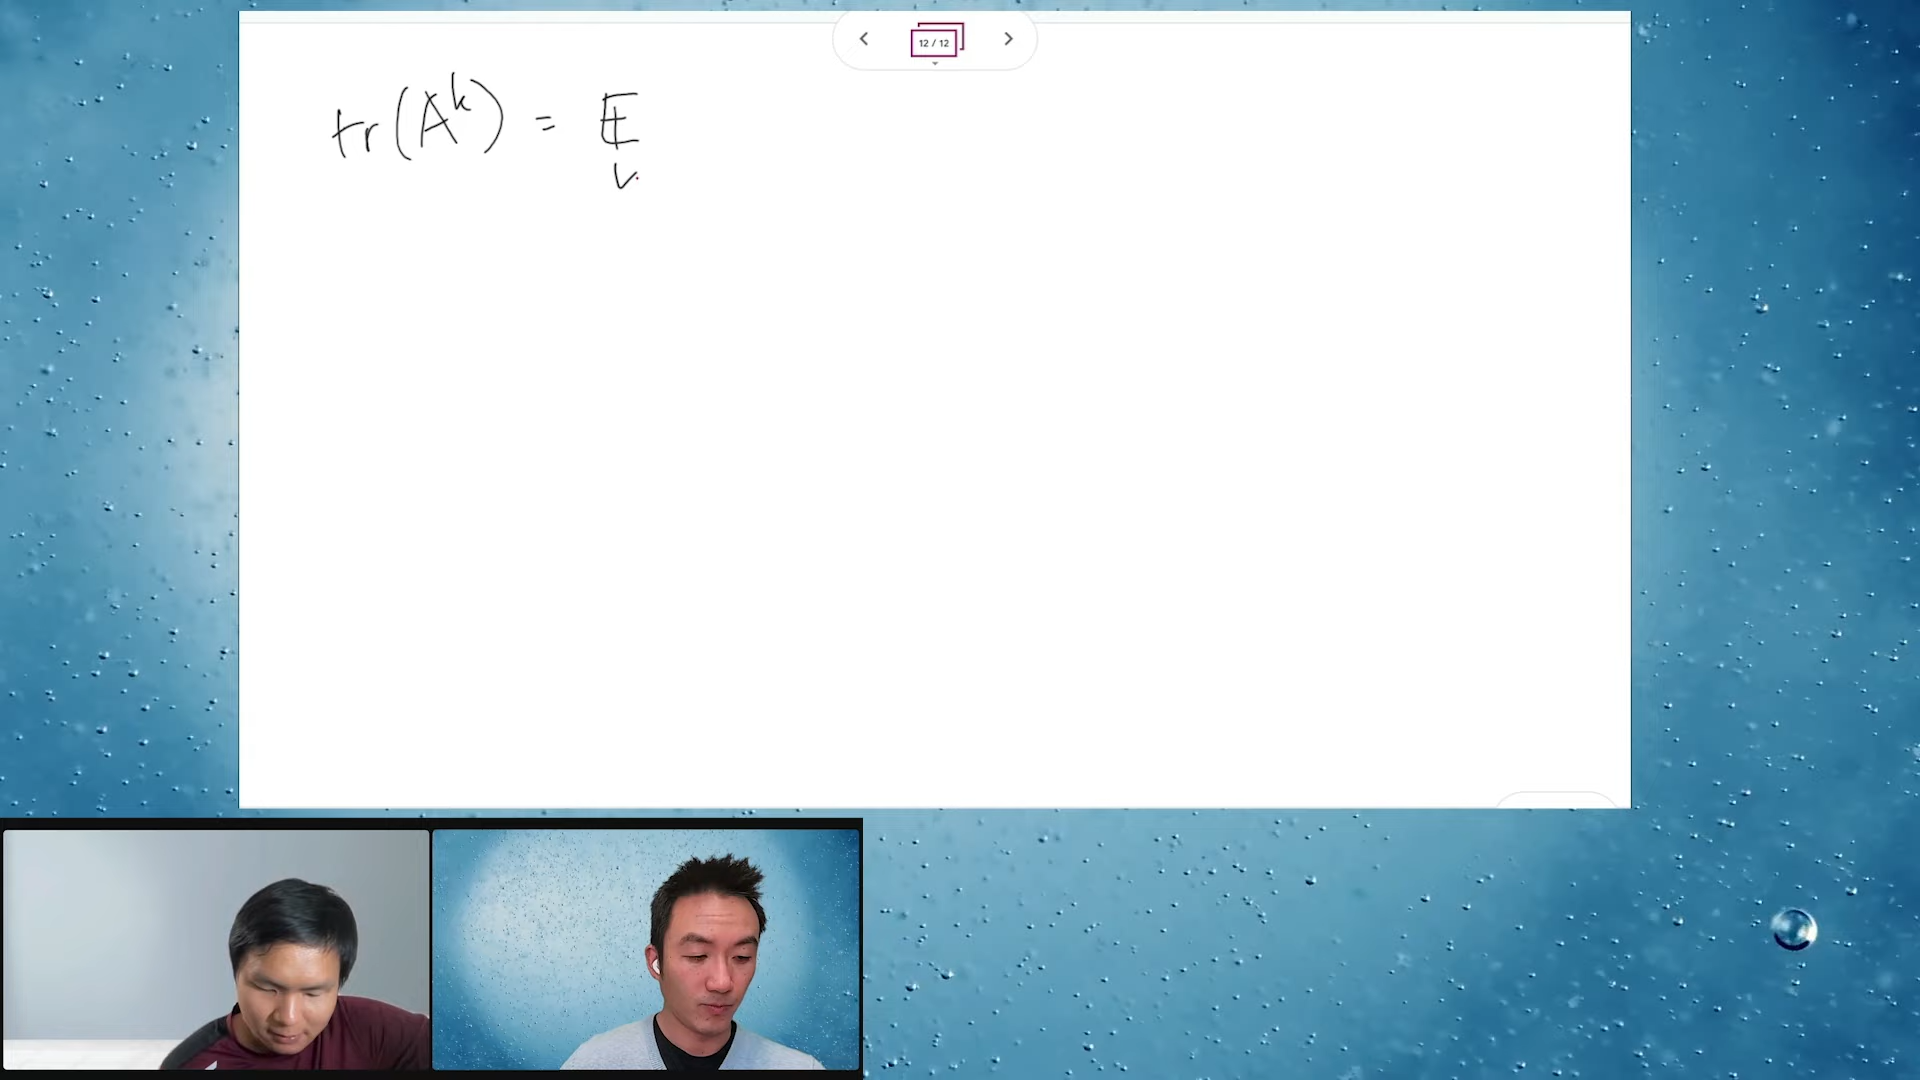 12 / 12
tr(A^k) = 𝔼
v